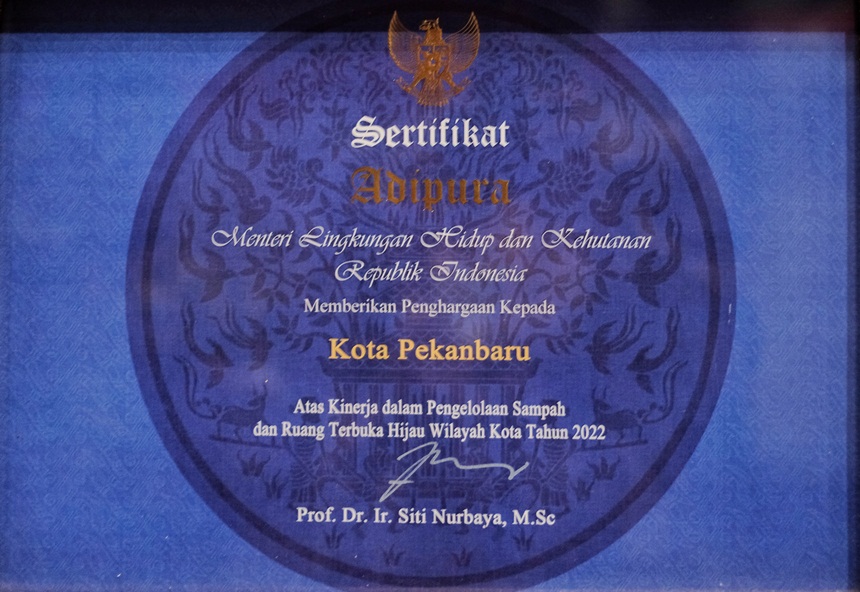 Sertifikat
Adipura
Menteri Lingkungan Hidup dan Kehutanan
Republik Indonesia
Memberikan Penghargaan Kepada
Kota Pekanbaru
Atas Kinerja dalam Pengelolaan Sampah
dan Ruang Terbuka Hijau Wilayah Kota Tahun 2022
Prof. Dr. Ir. Siti Nurbaya, M.Sc